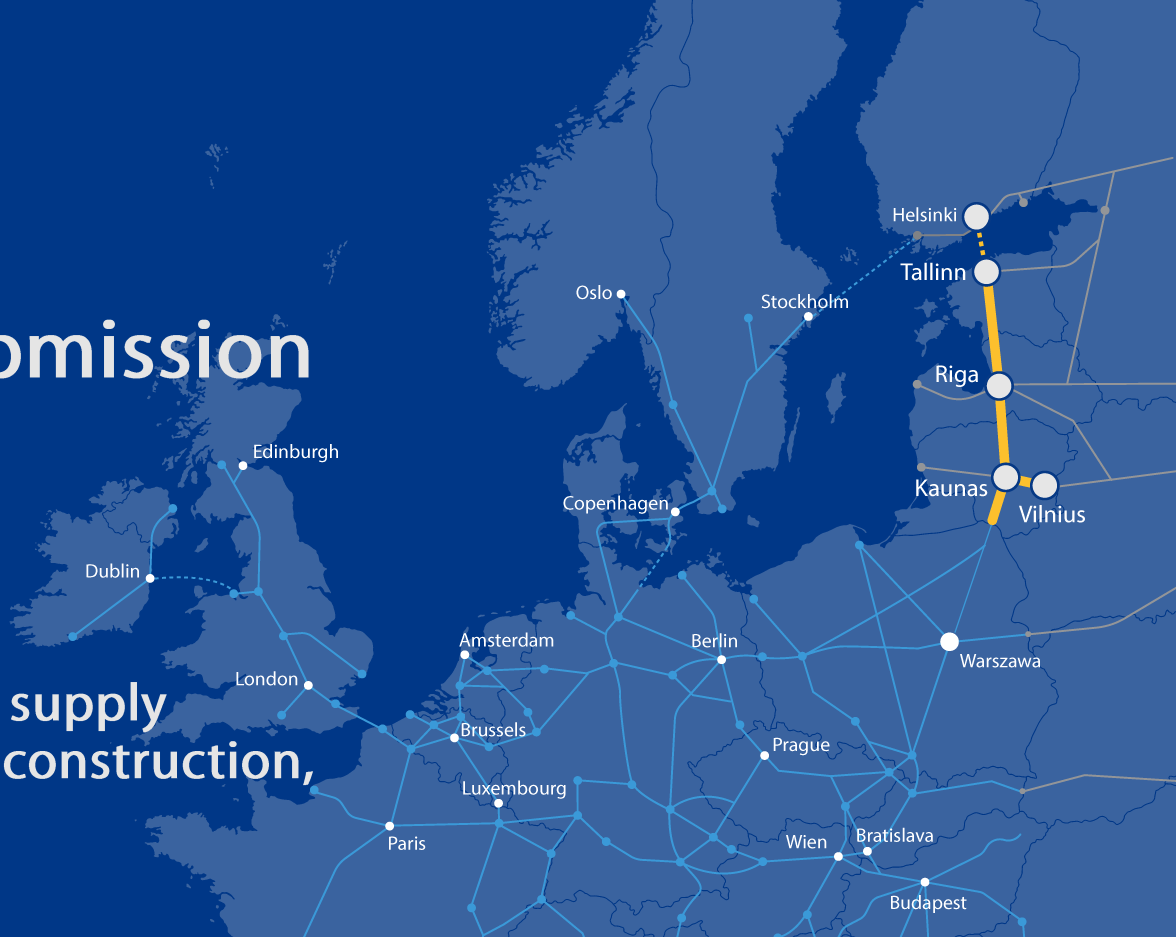 Helsinki
Tallinn
Oslo
Stockholm
omission
Riga
Edinburgh
Kaunas
Copenhagen
Vilnius
Dublin
Amsterdam
Berlin
Warszawa
London
supply
Brussels
Prague
construction,
Luxembourg
Paris
Wien
Bratislava
Budapest